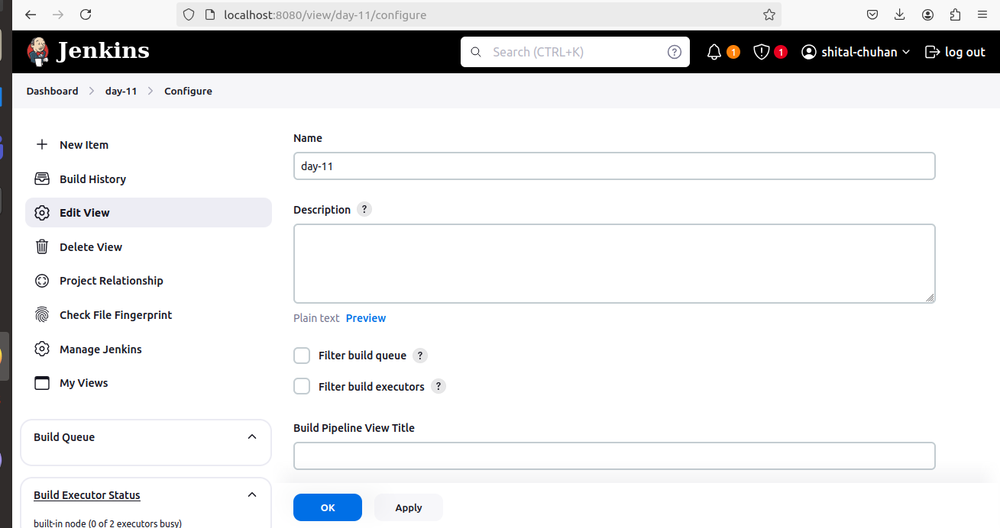 localhost:8080/view/day-11/configure
Jenkins
Search (CTRL+K)
?
1
1
shital-chuhan
log out
Dashboard > day-11 > Configure
New Item
Build History
Edit View
Delete View
Project Relationship
Check File Fingerprint
Manage Jenkins
My Views
Build Queue
Build Executor Status
built-in node (0 of 2 executors busy)
Name
day-11
Description ?
Plain text Preview
Filter build queue ?
Filter build executors ?
Build Pipeline View Title
OK
Apply